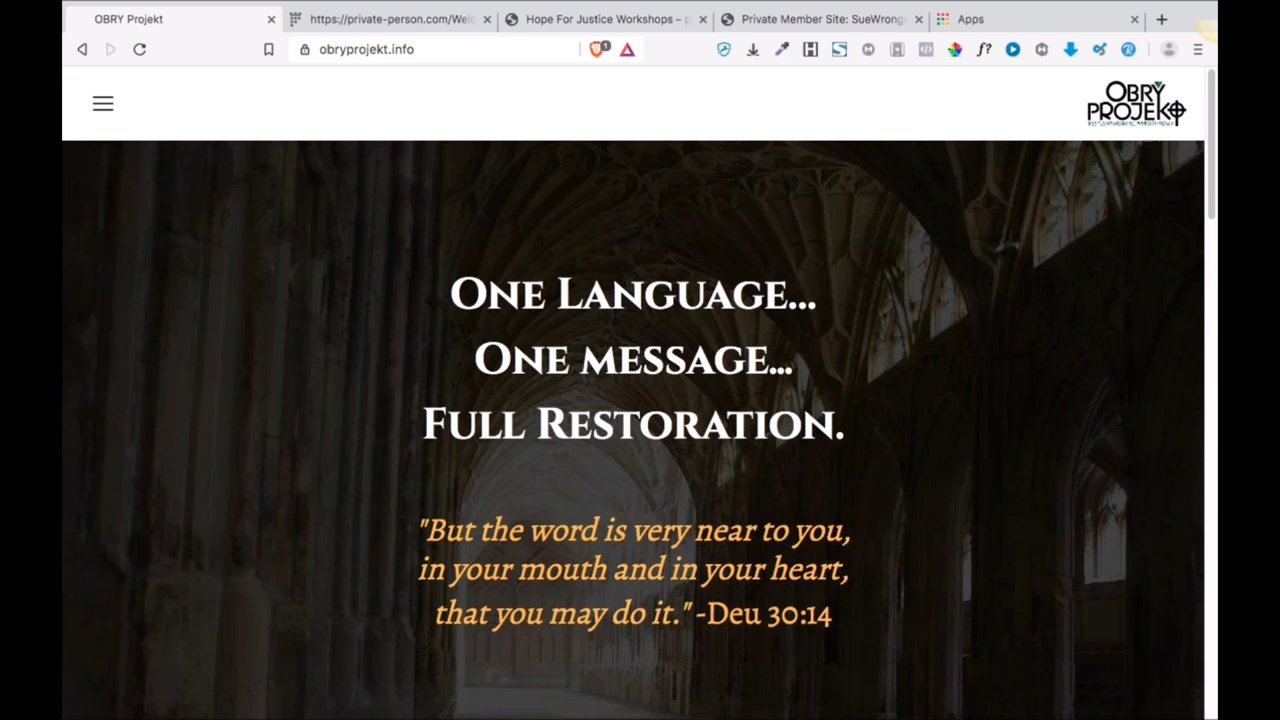 OBRY Projekt
https://private-person.com/Wel
Hope For Justice Workshops – p
Private Member Site: SueWrong
Apps
obryprojekt.info
1
f?
OBRY
PROJEKT
ONE LANGUAGE...
ONE MESSAGE...
FULL RESTORATION.
"But the word is very near to you,
in your mouth and in your heart,
that you may do it." -Deu 30:14